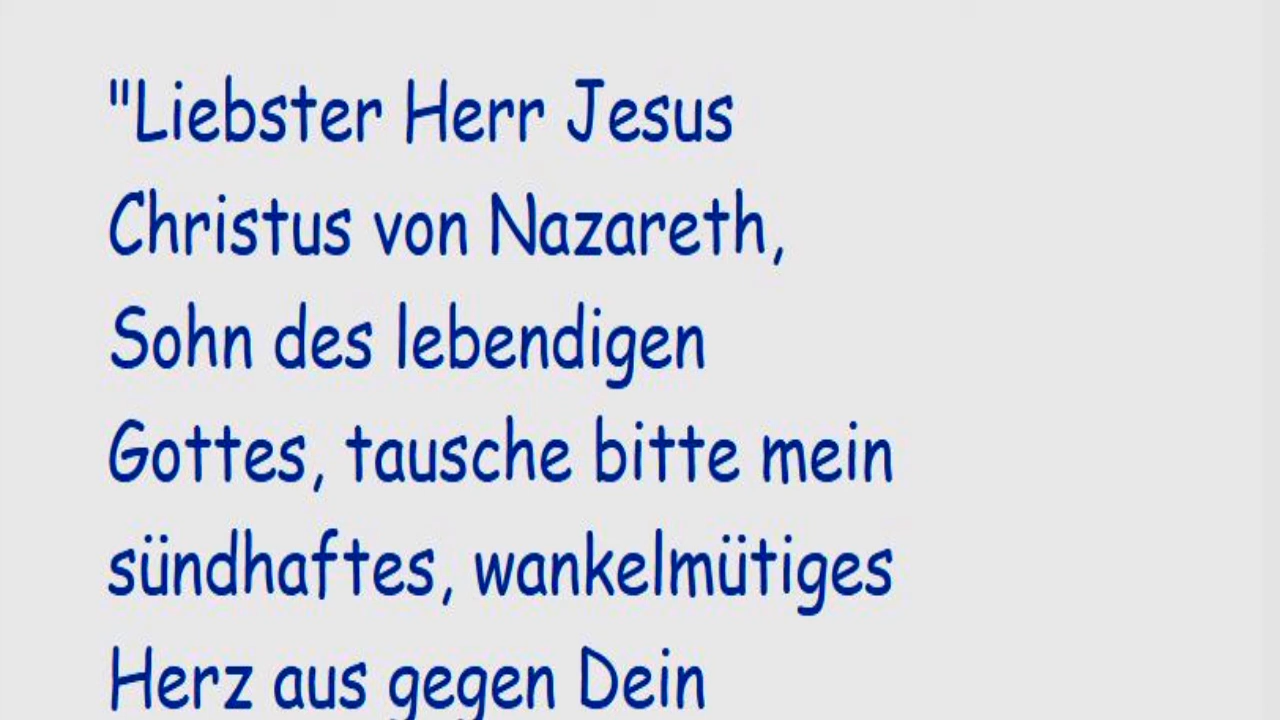 "Liebster Herr Jesus
Christus von Nazareth,
Sohn des lebendigen
Gottes, tausche bitte mein
sündhaftes, wankelmütiges
Herz aus gegen Dein